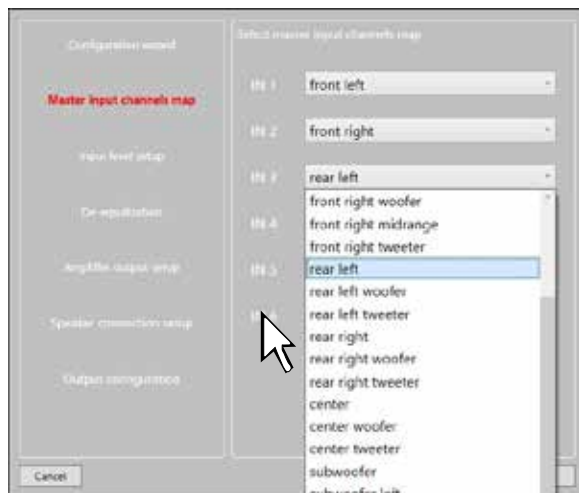 Configuration wizard
Master input channels map
Input level setup
De-equalization
Amplifier output setup
Speaker connection setup
Output configuration
Cancel
Select master input channels map
IN 1
front left
IN 2
front right
IN 3
rear left
IN 4
IN 5
front right woofer
front right midrange
front right tweeter
rear left
rear left woofer
rear left tweeter
rear right
rear right woofer
rear right tweeter
center
center woofer
center tweeter
subwoofer
subwoofer left